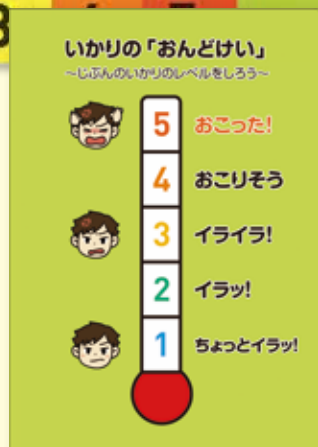 いかりの「おんどけい」
～じぶんのいかりのレベルをしろう～
5 おこった!
4 おこりそう
3 イライラ!
2 イラッ!
1 ちょっとイラッ!